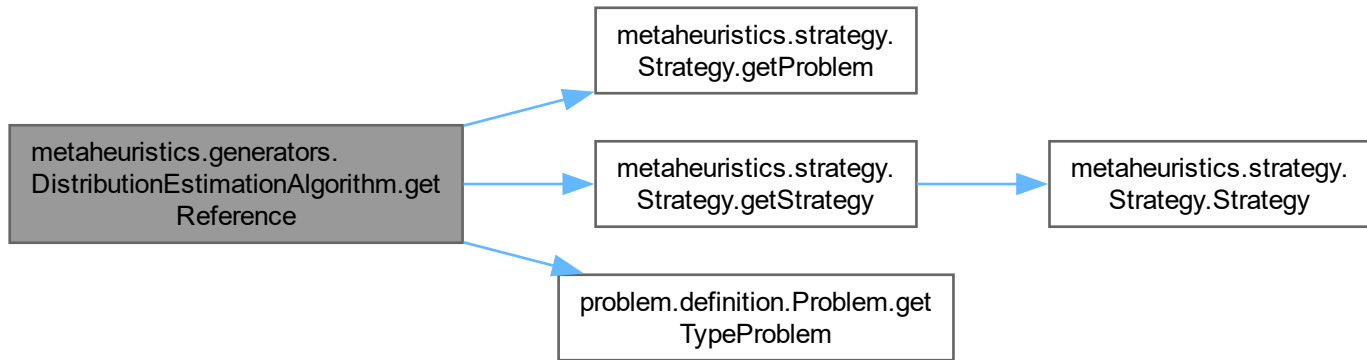 metaheuristics.generators.
DistributionEstimationAlgorithm.get
Reference
metaheuristics.strategy.
Strategy.getProblem
metaheuristics.strategy.
Strategy.getStrategy
metaheuristics.strategy.
Strategy.Strategy
problem.definition.Problem.get
TypeProblem